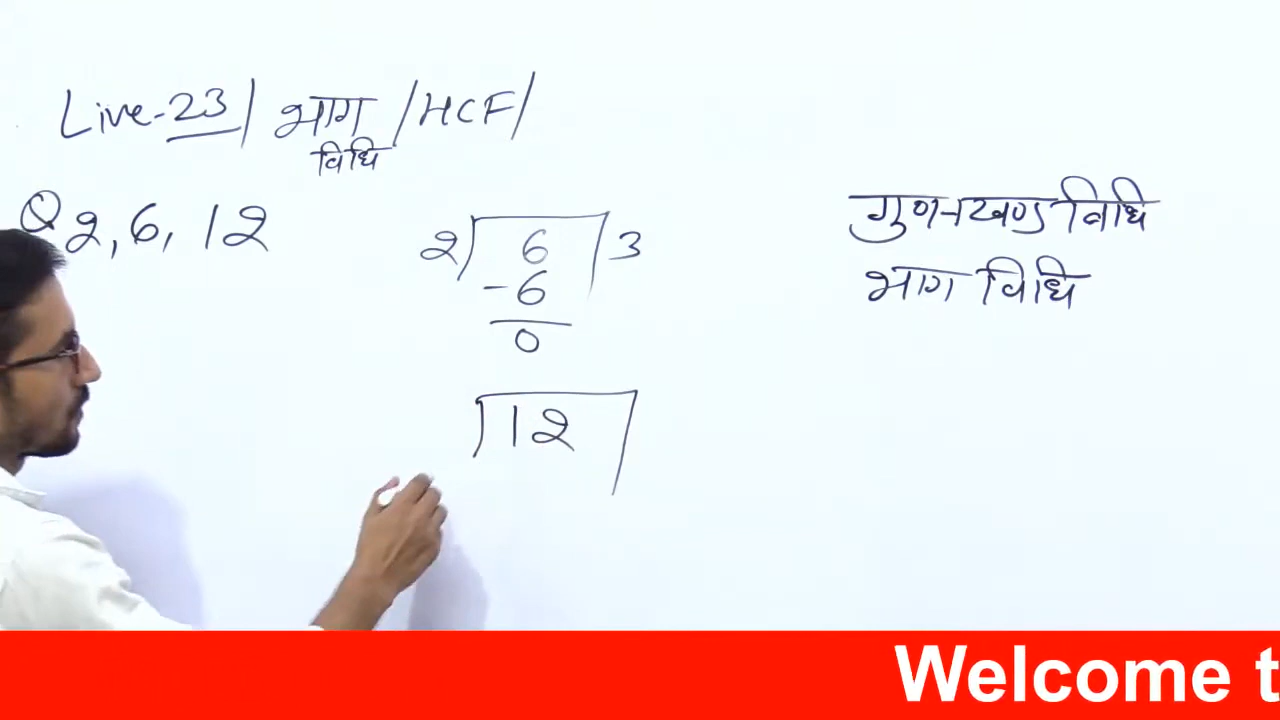 Live-23 / भाग / HCF /
विधि
Q 2, 6, 12
2) 6 ( 3
-6
0
12
गुणनखण्ड विधि
भाग विधि
Welcome t